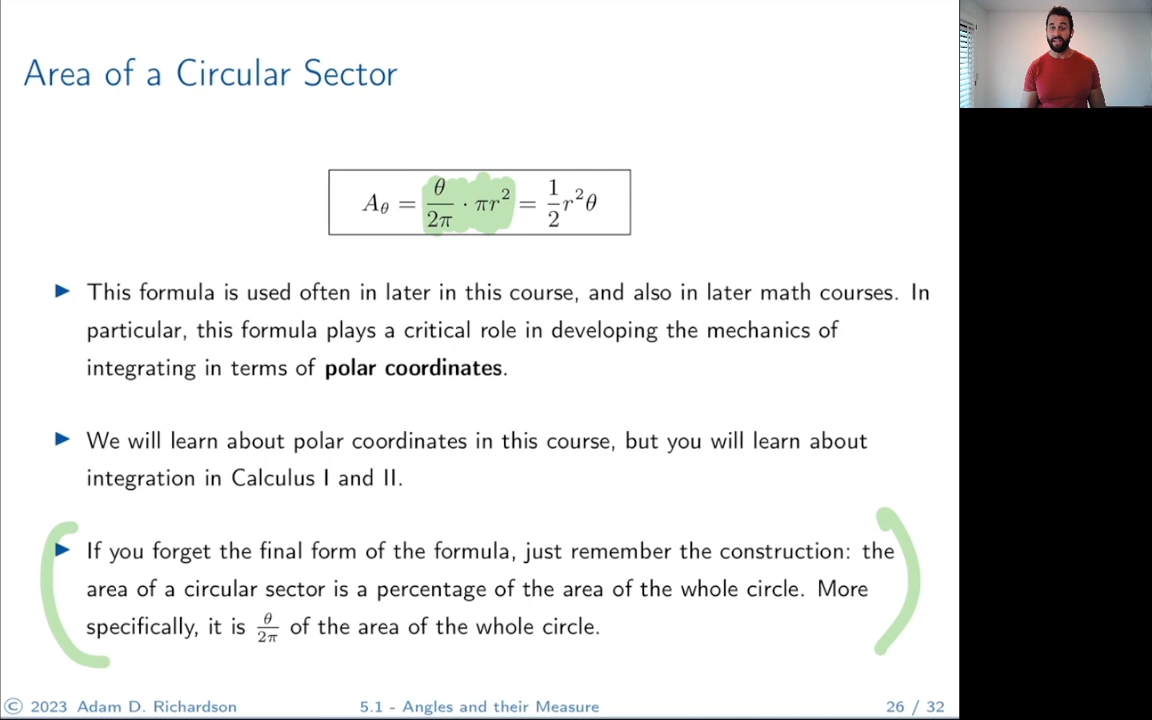 Area of a Circular Sector
A_θ = θ/2π · πr² = 1/2 r²θ
▶ This formula is used often in later in this course, and also in later math courses. In
particular, this formula plays a critical role in developing the mechanics of
integrating in terms of polar coordinates.
▶ We will learn about polar coordinates in this course, but you will learn about
integration in Calculus I and II.
▶ If you forget the final form of the formula, just remember the construction: the
area of a circular sector is a percentage of the area of the whole circle. More
specifically, it is θ/2π of the area of the whole circle.
© 2023 Adam D. Richardson 5.1 - Angles and their Measure 26 / 32